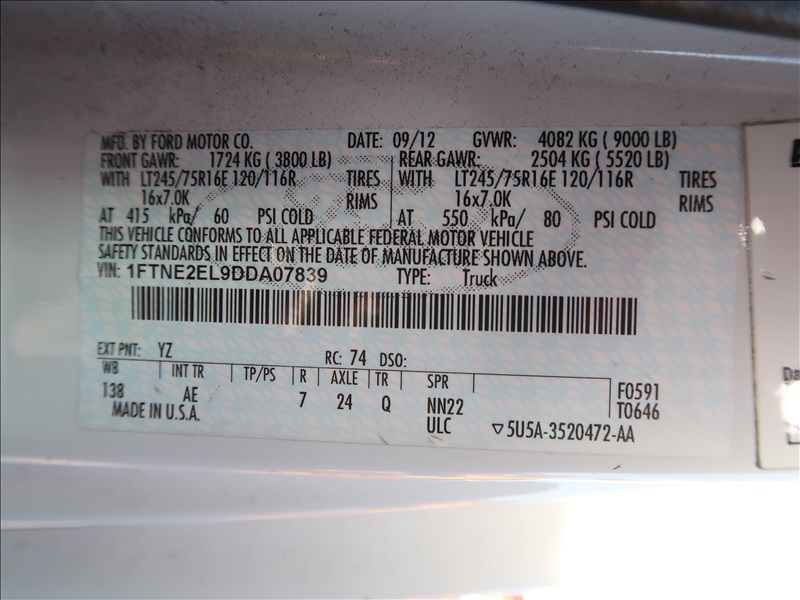 MFD. BY FORD MOTOR CO. DATE: 09/12 GVWR: 4082 KG ( 9000 LB)
FRONT GAWR: 1724 KG ( 3800 LB) REAR GAWR: 2504 KG ( 5520 LB)
WITH LT245/75R16E 120/116R TIRES WITH LT245/75R16E 120/116R TIRES
16x7.0K RIMS 16x7.0K RIMS
AT 415 kPa/ 60 PSI COLD AT 550 kPa/ 80 PSI COLD
THIS VEHICLE CONFORMS TO ALL APPLICABLE FEDERAL MOTOR VEHICLE
SAFETY STANDARDS IN EFFECT ON THE DATE OF MANUFACTURE SHOWN ABOVE.
VIN: 1FTNE2EL9DDA07839 TYPE: Truck
EXT PNT: YZ RC: 74 DSO:
WB INT TR TP/PS R AXLE TR SPR
138 AE 7 24 Q NN22 F0591
MADE IN U.S.A. ULC T0646
5U5A-3520472-AA